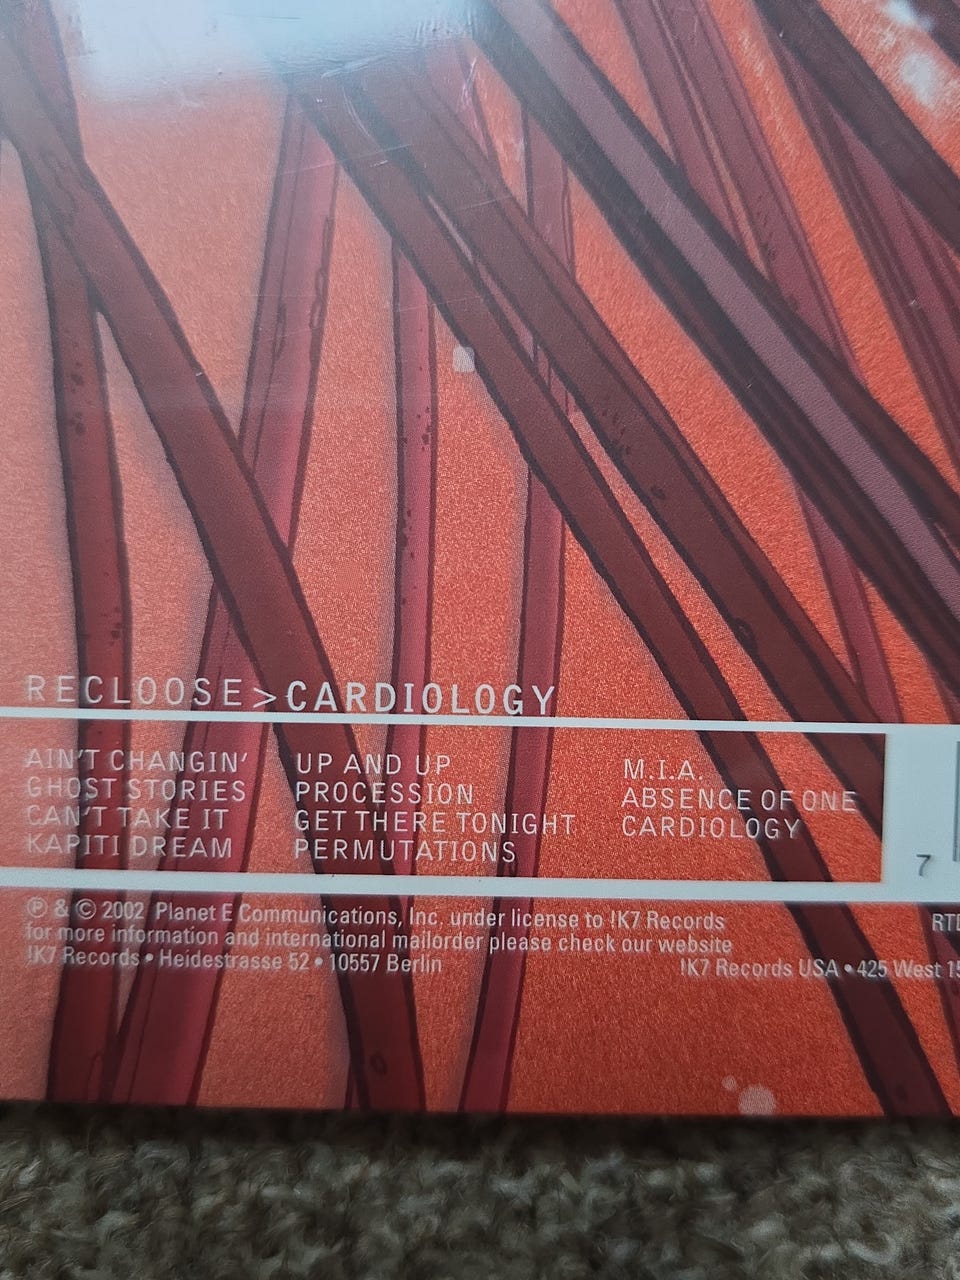 RECLOOSE>CARDIOLOGY
AIN'T CHANGIN'
GHOST STORIES
CAN'T TAKE IT
KAPITI DREAM
UP AND UP
PROCESSION
GET THERE TONIGHT
PERMUTATIONS
M.I.A.
ABSENCE OF ONE
CARDIOLOGY
7
℗ & © 2002 Planet E Communications, Inc. under license to !K7 Records
for more information and international mailorder please check our website
!K7 Records • Heidestrasse 52 • 10557 Berlin
!K7 Records USA • 425 West